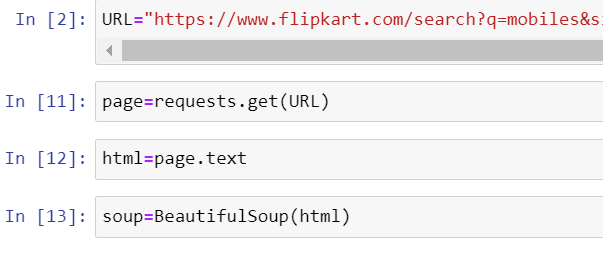 In [2]: URL="https://www.flipkart.com/search?q=mobiles&s
In [11]: page=requests.get(URL)
In [12]: html=page.text
In [13]: soup=BeautifulSoup(html)